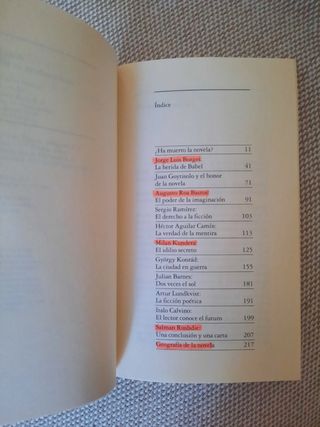 Índice
¿Ha muerto la novela? 11
Jorge Luis Borges:
La herida de Babel 41
Juan Goytisolo y el honor
de la novela 71
Augusto Roa Bastos:
El poder de la imaginación 91
Sergio Ramírez:
El derecho a la ficción 103
Héctor Aguilar Camín:
La verdad de la mentira 113
Milan Kundera:
El idilio secreto 125
György Konrád:
La ciudad en guerra 155
Julian Barnes:
Dos veces el sol 181
Artur Lundkvist:
La ficción poética 191
Italo Calvino:
El lector conoce el futuro 199
Salman Rushdie:
Una conclusión y una carta 207
Geografía de la novela 217